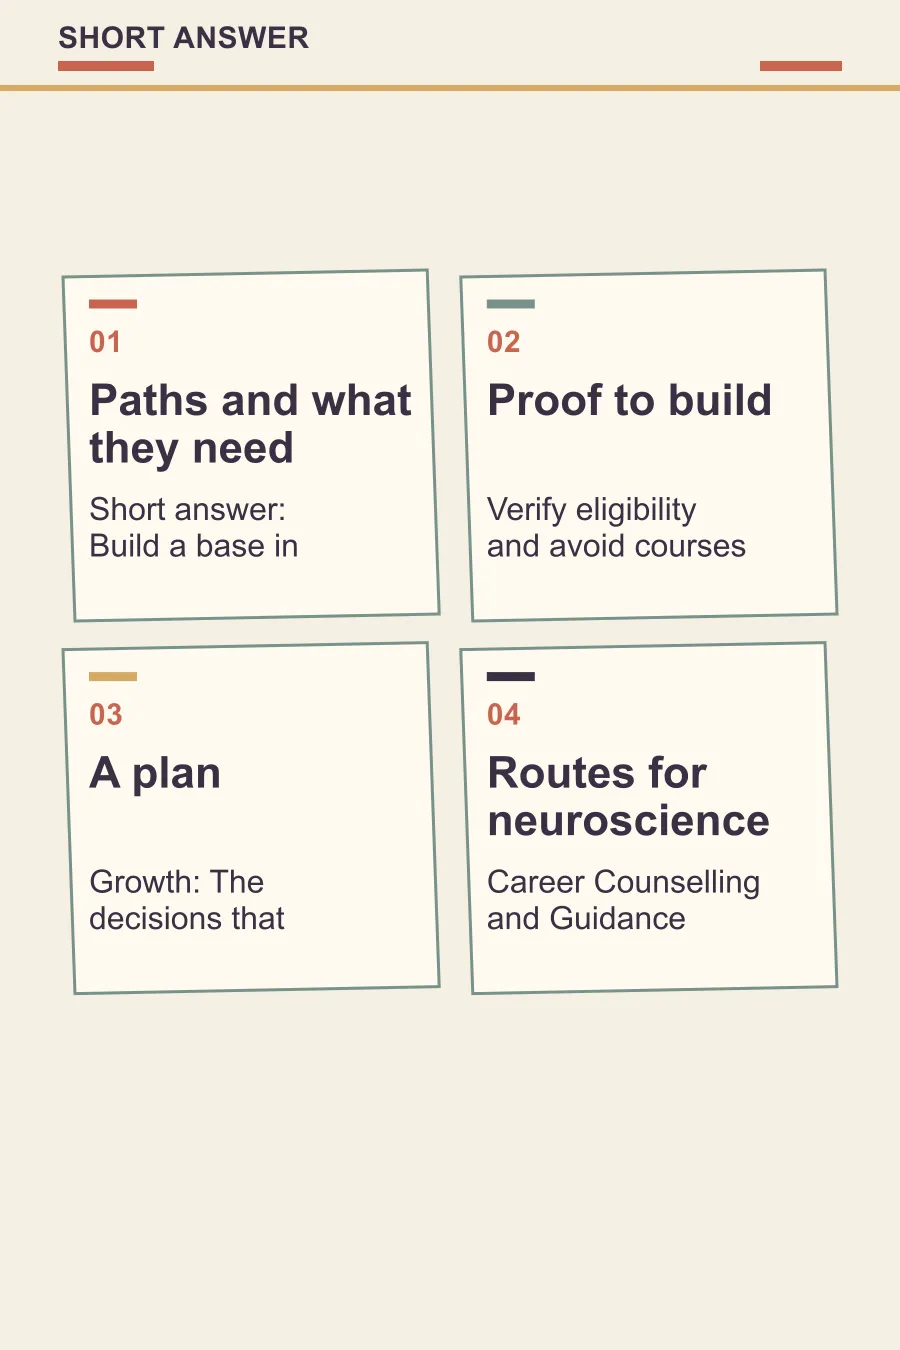 SHORT ANSWER
01
Paths and what
they need
Short answer:
Build a base in
02
Proof to build
Verify eligibility
and avoid courses
03
A plan
Growth: The
decisions that
04
Routes for
neuroscience
Career Counselling
and Guidance